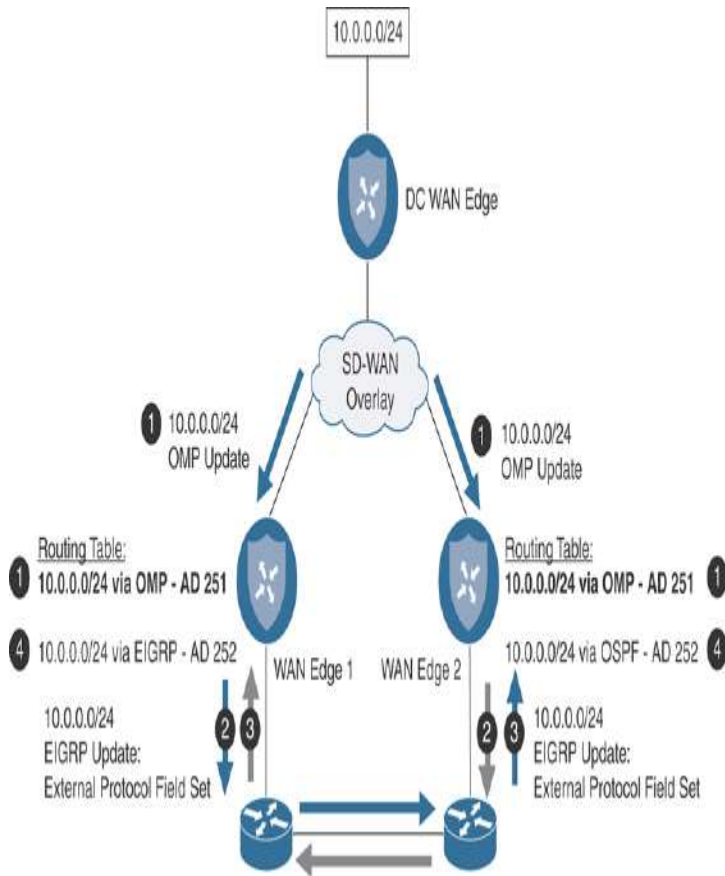 10.0.0.0/24
DC WAN Edge
SD-WAN
Overlay
1 10.0.0.0/24
OMP Update
1 10.0.0.0/24
OMP Update
Routing Table:
1 10.0.0.0/24 via OMP - AD 251
4 10.0.0.0/24 via EIGRP - AD 252
Routing Table:
10.0.0.0/24 via OMP - AD 251 1
10.0.0.0/24 via OSPF - AD 252 4
WAN Edge 1
WAN Edge 2
10.0.0.0/24
EIGRP Update:
External Protocol Field Set
2 3
2 3
10.0.0.0/24
EIGRP Update:
External Protocol Field Set